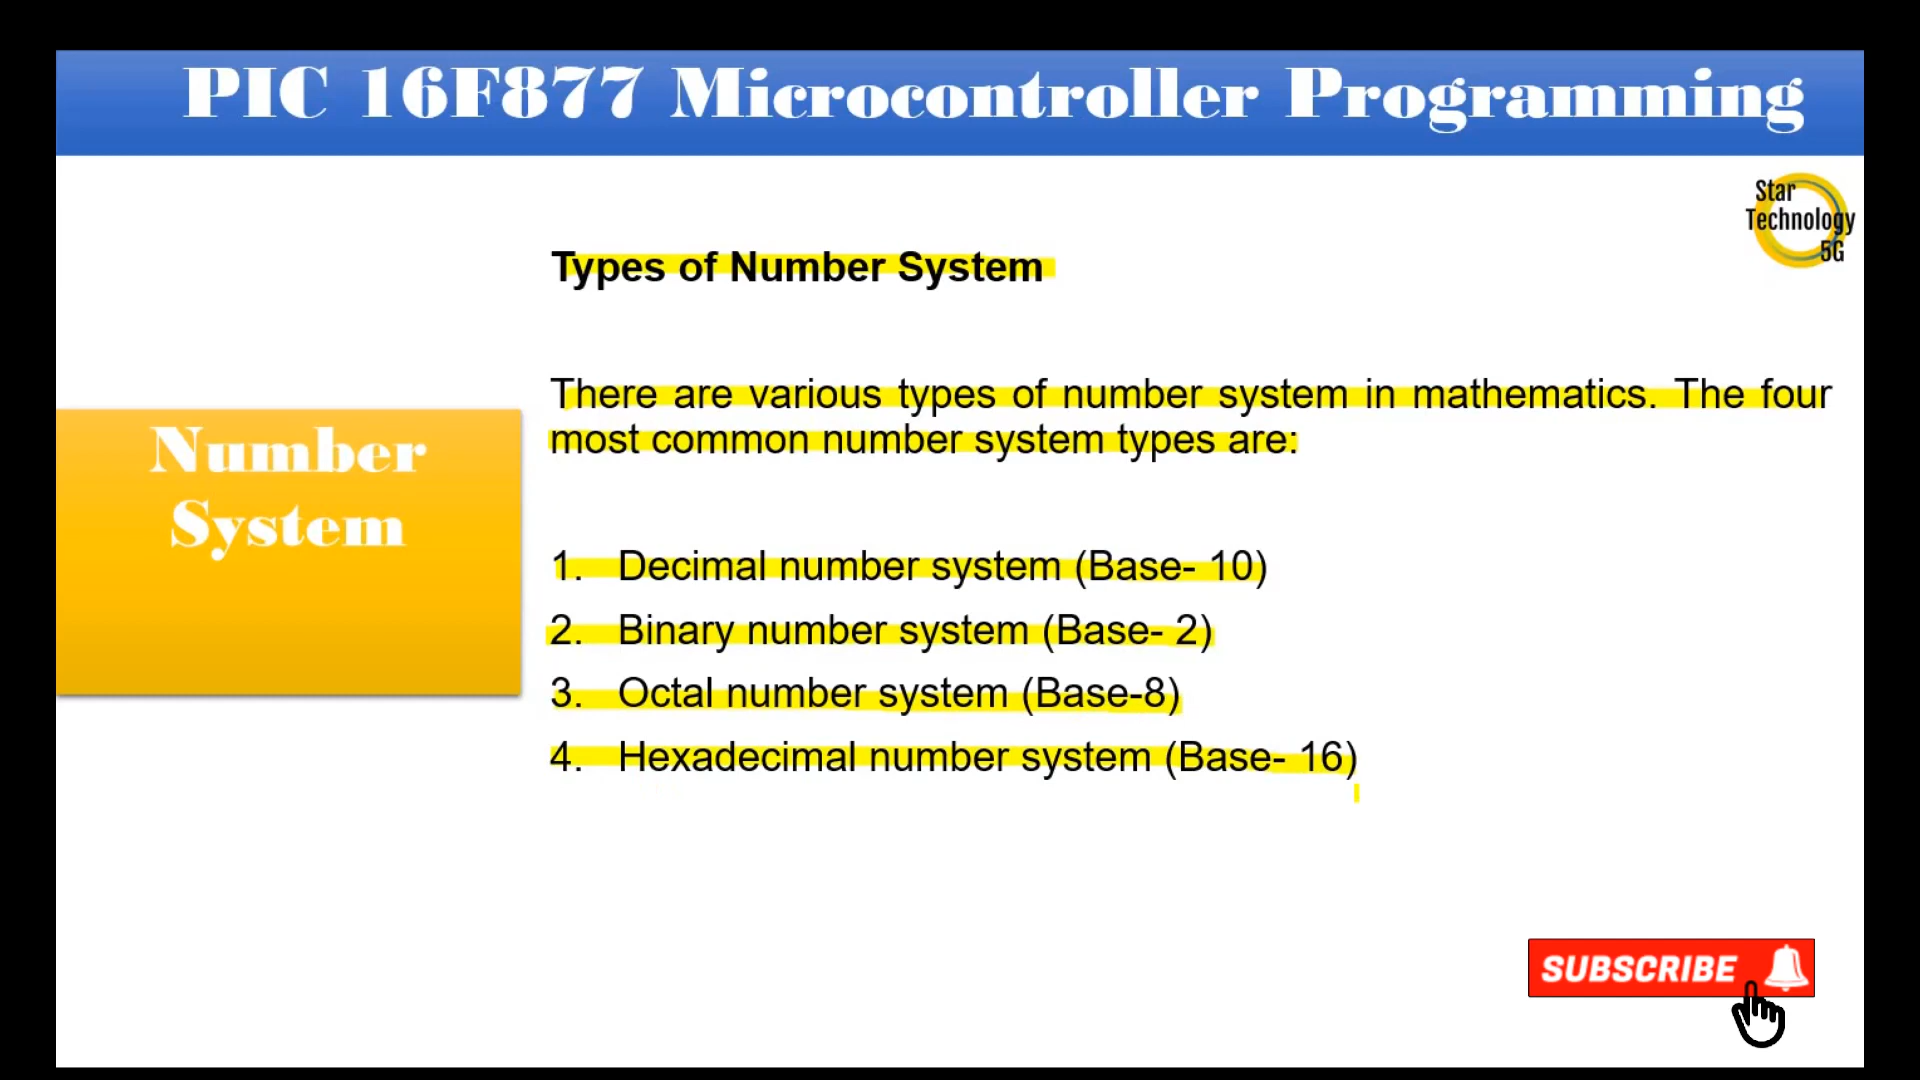 PIC 16F877 Microcontroller Programming
Star
Technology
5G
Types of Number System
There are various types of number system in mathematics. The four
most common number system types are:
Number
System
1. Decimal number system (Base- 10)
2. Binary number system (Base- 2)
3. Octal number system (Base-8)
4. Hexadecimal number system (Base- 16)
SUBSCRIBE